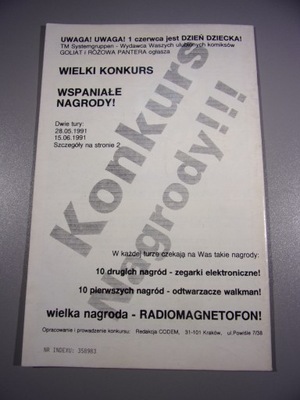 UWAGA! UWAGA! 1 czerwca jest DZIEŃ DZIECKA!
TM Systemgruppen - Wydawca Waszych ulubionych komiksów
GOLIAT i RÓŻOWA PANTERA ogłasza
WIELKI KONKURS
WSPANIAŁE
NAGRODY!
Dwie tury:
28.05.1991
15.06.1991
Szczegóły na stronie 2
Konkurs
Nagrody!!!
W każdej turze czekają na Was takie nagrody:
10 drugich nagród - zegarki elektroniczne!
10 pierwszych nagród - odtwarzacze walkman!
wielka nagroda - RADIOMAGNETOFON!
Opracowanie i prowadzenie konkursu: Redakcja CODEM, 31-101 Kraków, ul.Powiśle 7/38
NR INDEKSU: 358983